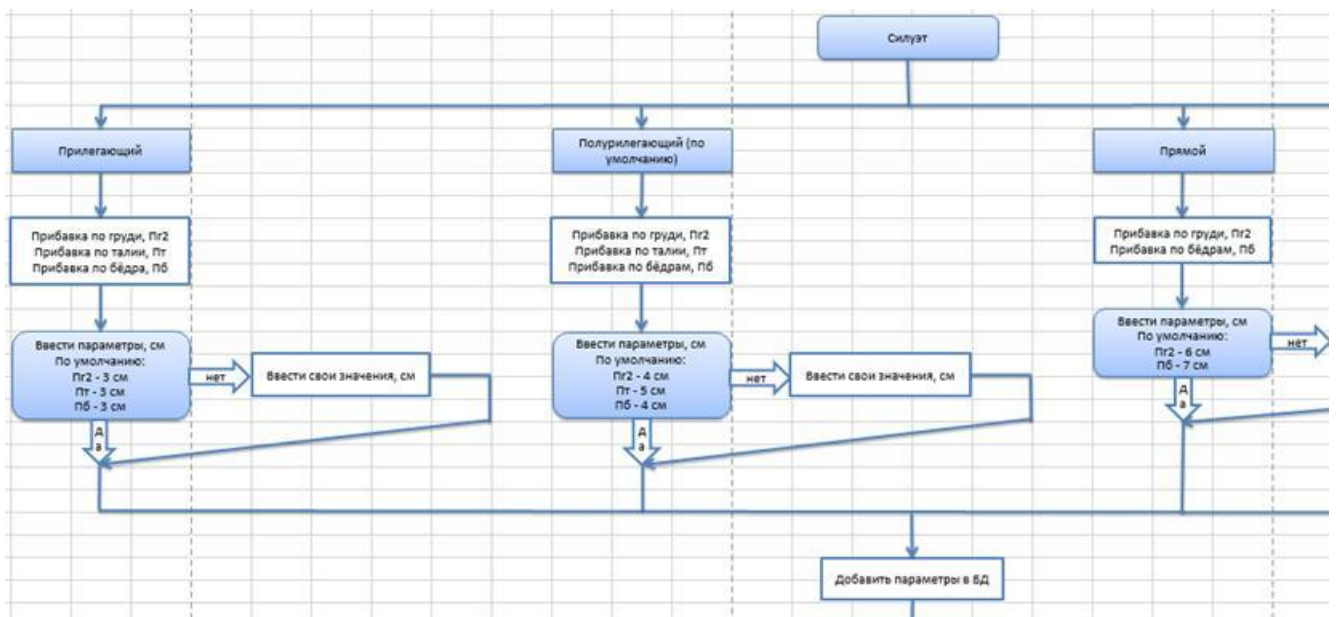 Силуэт
Прилегающий
Полурилегающий (по
умолчанию)
Прямой
Прибавка по груди, Пг2
Прибавка по талии, Пт
Прибавка по бёдра, Пб
Прибавка по груди, Пг2
Прибавка по талии, Пт
Прибавка по бёдрам, Пб
Прибавка по груди, Пг2
Прибавка по бёдрам, Пб
Ввести параметры, см
По умолчанию:
Пг2 - 3 см
Пт - 3 см
Пб - 3 см
нет
Ввести свои значения, см
да
Ввести параметры, см
По умолчанию:
Пг2 - 4 см
Пт - 5 см
Пб - 4 см
нет
Ввести свои значения, см
да
Ввести параметры, см
По умолчанию:
Пг2 - 6 см
Пб - 7 см
нет
да
Добавить параметры в БД